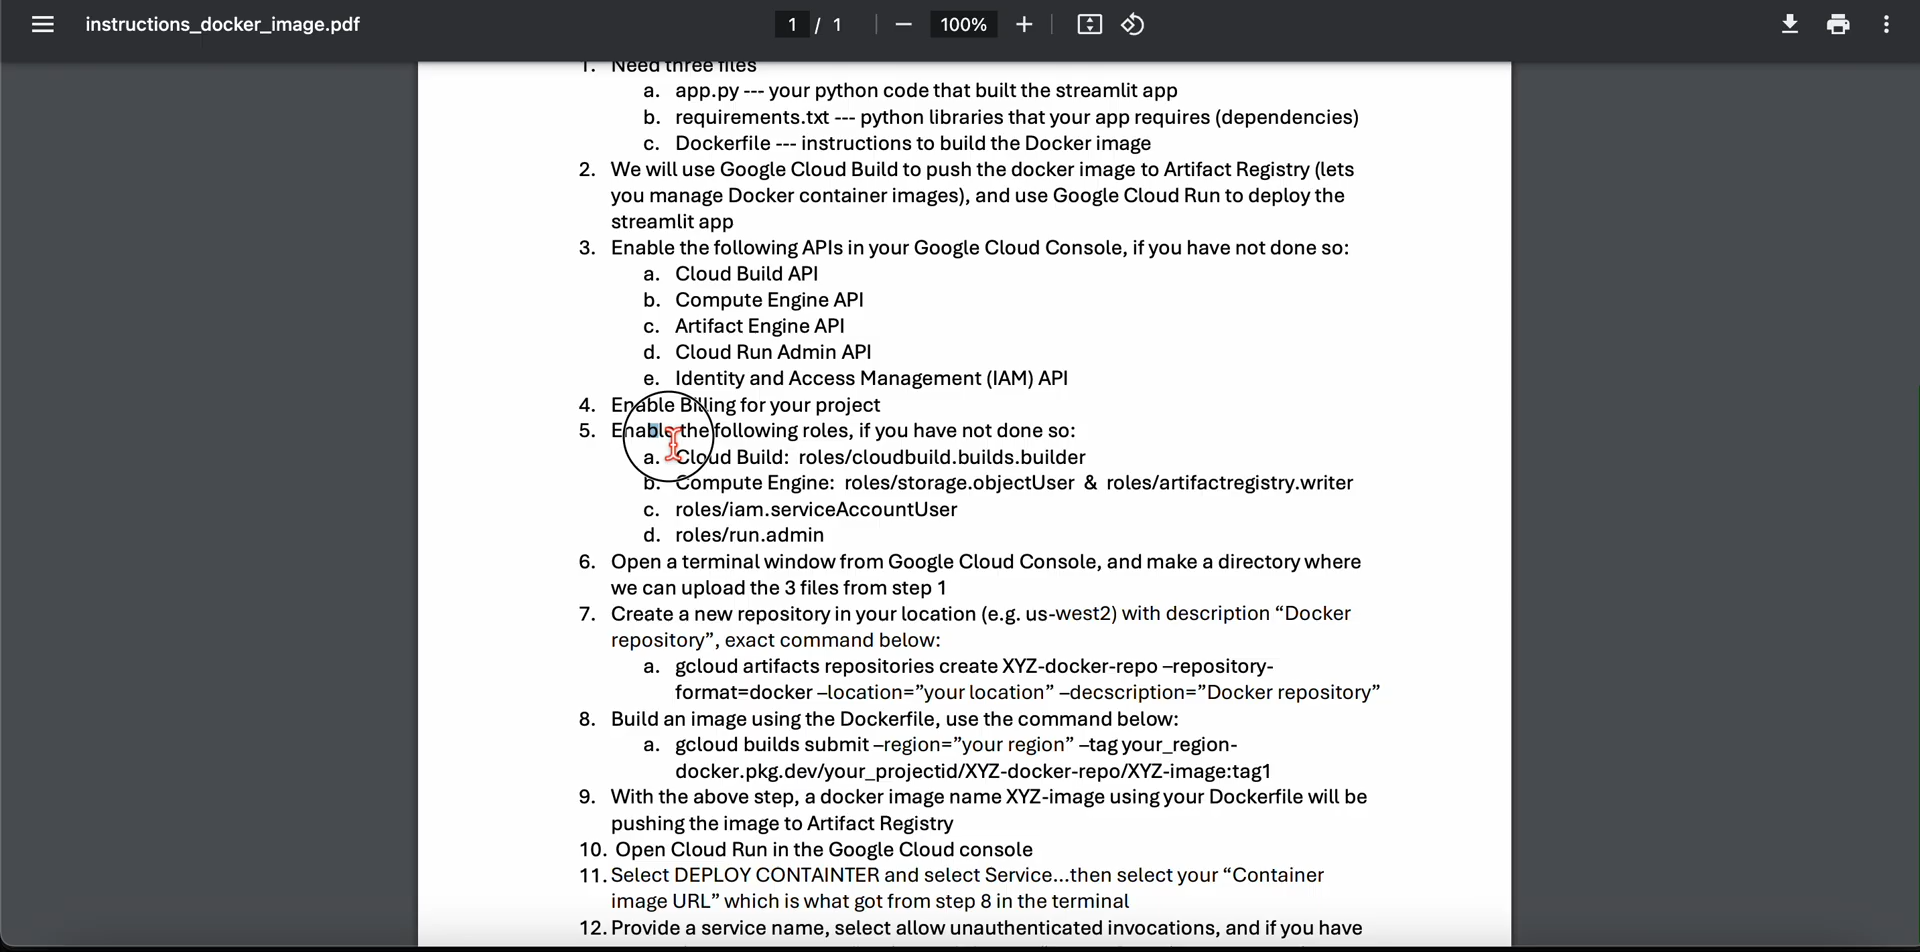 instructions_docker_image.pdf
1 / 1
100%
1. Need three files
a. app.py --- your python code that built the streamlit app
b. requirements.txt --- python libraries that your app requires (dependencies)
c. Dockerfile --- instructions to build the Docker image
2. We will use Google Cloud Build to push the docker image to Artifact Registry (lets
you manage Docker container images), and use Google Cloud Run to deploy the
streamlit app
3. Enable the following APIs in your Google Cloud Console, if you have not done so:
a. Cloud Build API
b. Compute Engine API
c. Artifact Engine API
d. Cloud Run Admin API
e. Identity and Access Management (IAM) API
4. Enable Billing for your project
5. Enable the following roles, if you have not done so:
a. Cloud Build: roles/cloudbuild.builds.builder
b. Compute Engine: roles/storage.objectUser & roles/artifactregistry.writer
c. roles/iam.serviceAccountUser
d. roles/run.admin
6. Open a terminal window from Google Cloud Console, and make a directory where
we can upload the 3 files from step 1
7. Create a new repository in your location (e.g. us-west2) with description “Docker
repository”, exact command below:
a. gcloud artifacts repositories create XYZ-docker-repo –repository-
format=docker –location=”your location” –decscription=”Docker repository”
8. Build an image using the Dockerfile, use the command below:
a. gcloud builds submit –region=”your region” –tag your_region-
docker.pkg.dev/your_projectid/XYZ-docker-repo/XYZ-image:tag1
9. With the above step, a docker image name XYZ-image using your Dockerfile will be
pushing the image to Artifact Registry
10. Open Cloud Run in the Google Cloud console
11. Select DEPLOY CONTAINTER and select Service...then select your “Container
image URL” which is what got from step 8 in the terminal
12. Provide a service name, select allow unauthenticated invocations, and if you have